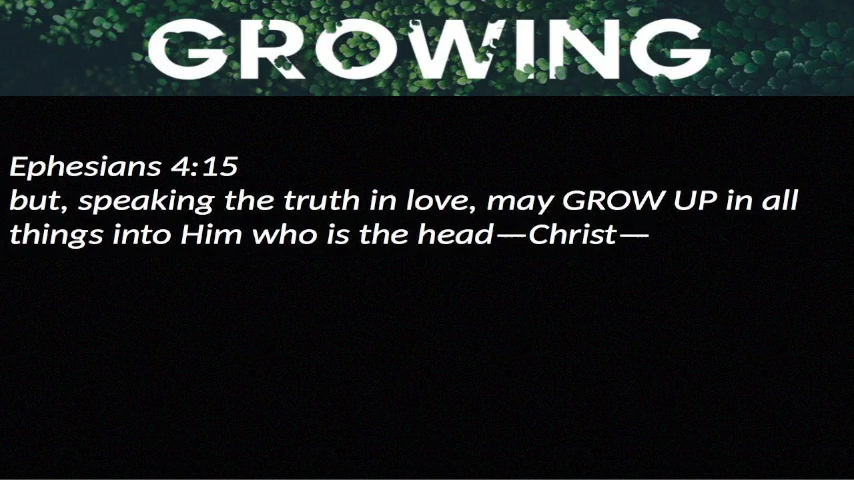 GROWING
Ephesians 4:15
but, speaking the truth in love, may GROW UP in all
things into Him who is the head—Christ—